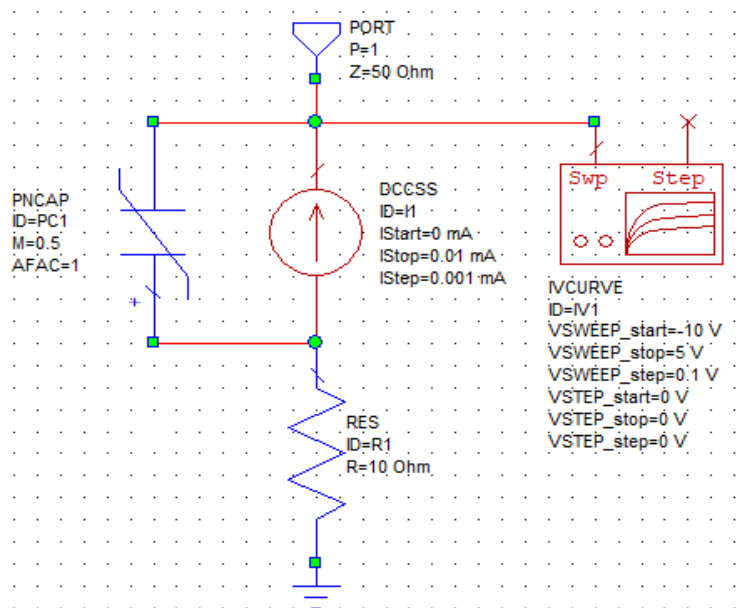 PORT
P=1
Z=50 Ohm
PNCAP
ID=PC1
M=0.5
AFAC=1
+
DCCSS
ID=I1
IStart=0 mA
IStop=0.01 mA
IStep=0.001 mA
Swp Step
IVCURVE
ID=IV1
VSWEEP_start=-10 V
VSWEEP_stop=5 V
VSWEEP_step=0.1 V
VSTEP_start=0 V
VSTEP_stop=0 V
VSTEP_step=0 V
RES
ID=R1
R=10 Ohm